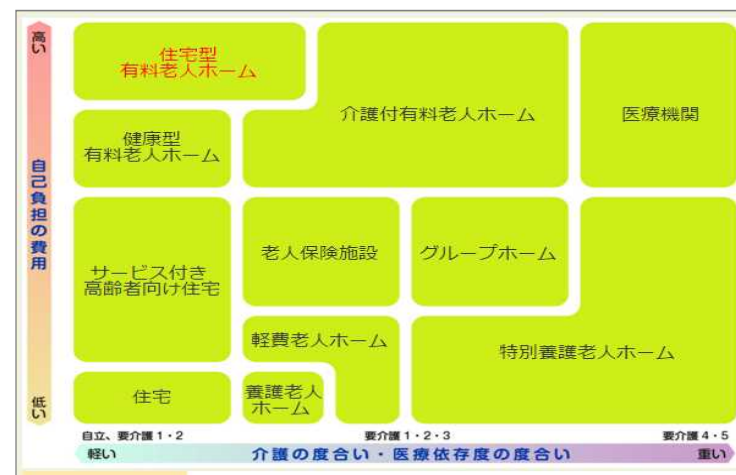 高い
住宅型
有料老人ホーム
介護付有料老人ホーム
医療機関
健康型
有料老人ホーム
自己負担の費用
サービス付き
高齢者向け住宅
老人保険施設
グループホーム
軽費老人ホーム
特別養護老人ホーム
低い
住宅
養護老人
ホーム
自立、要介護1・2
要介護1・2・3
要介護4・5
軽い
介護の度合い・医療依存度の度合い
重い